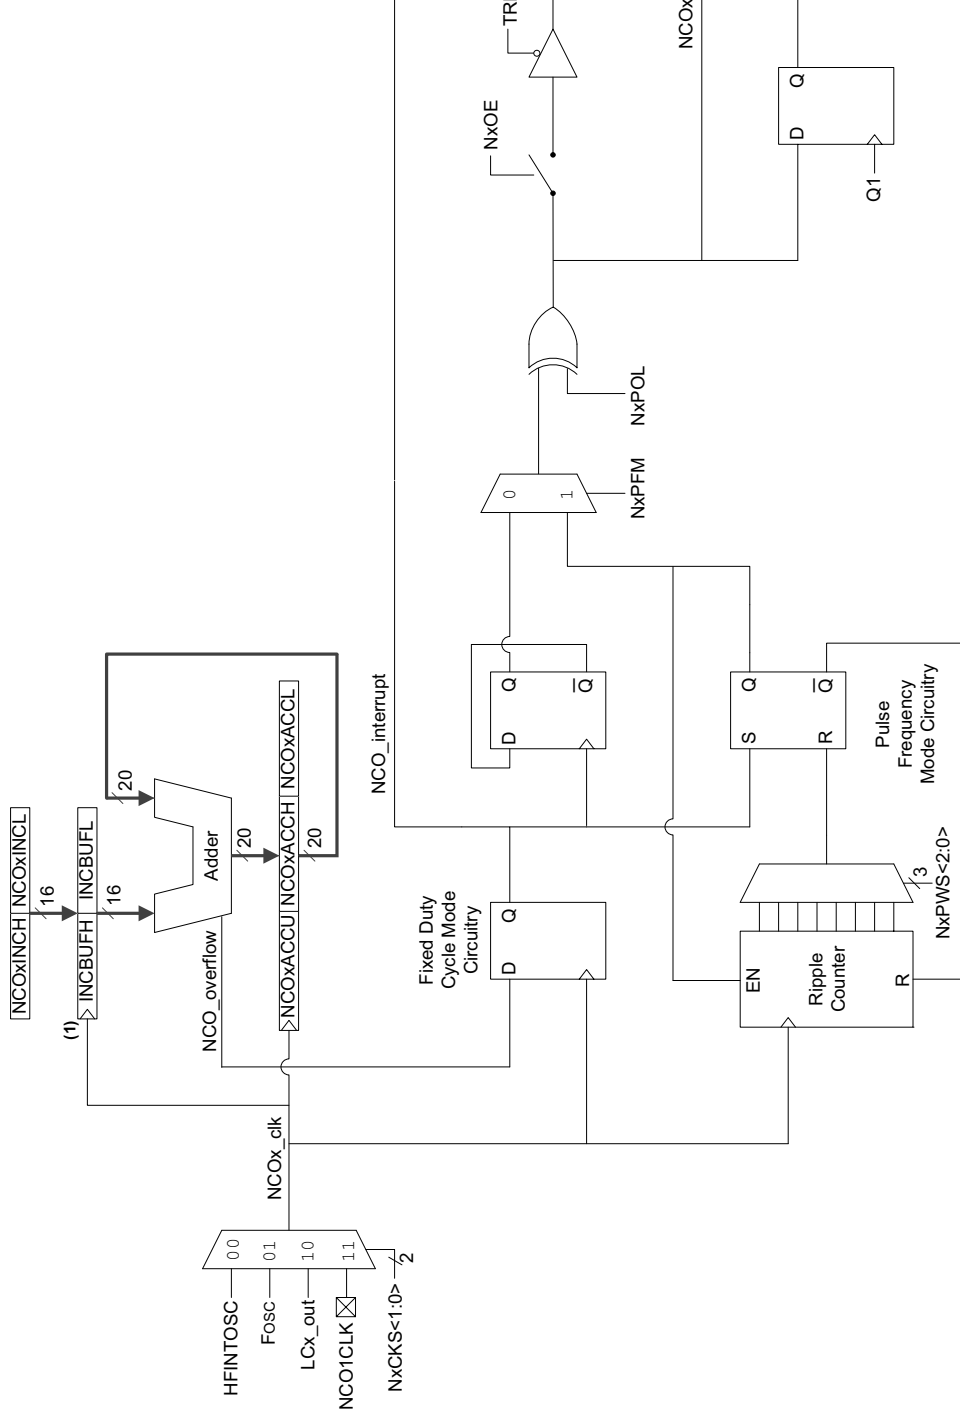 NCOxINCH NCOxINCL
16
(1)
INCBUFH INCBUFL
16
20
Adder
20
NCO_overflow
NCOxACCU NCOxACCH NCOxACCL
20
NCOx_clk
HFINTOSC
00
FOSC
01
LCx_out
10
NCO1CLK
11
NxCKS<1:0>
2
NCO_interrupt
Fixed Duty
Cycle Mode
Circuitry
D
Q
D
Q
Q
0
1
NxPFM
NxPOL
NxOE
EN
Ripple
Counter
R
3
NxPWS<2:0>
S
Q
R
Q
Pulse
Frequency
Mode Circuitry
D
Q
Q1